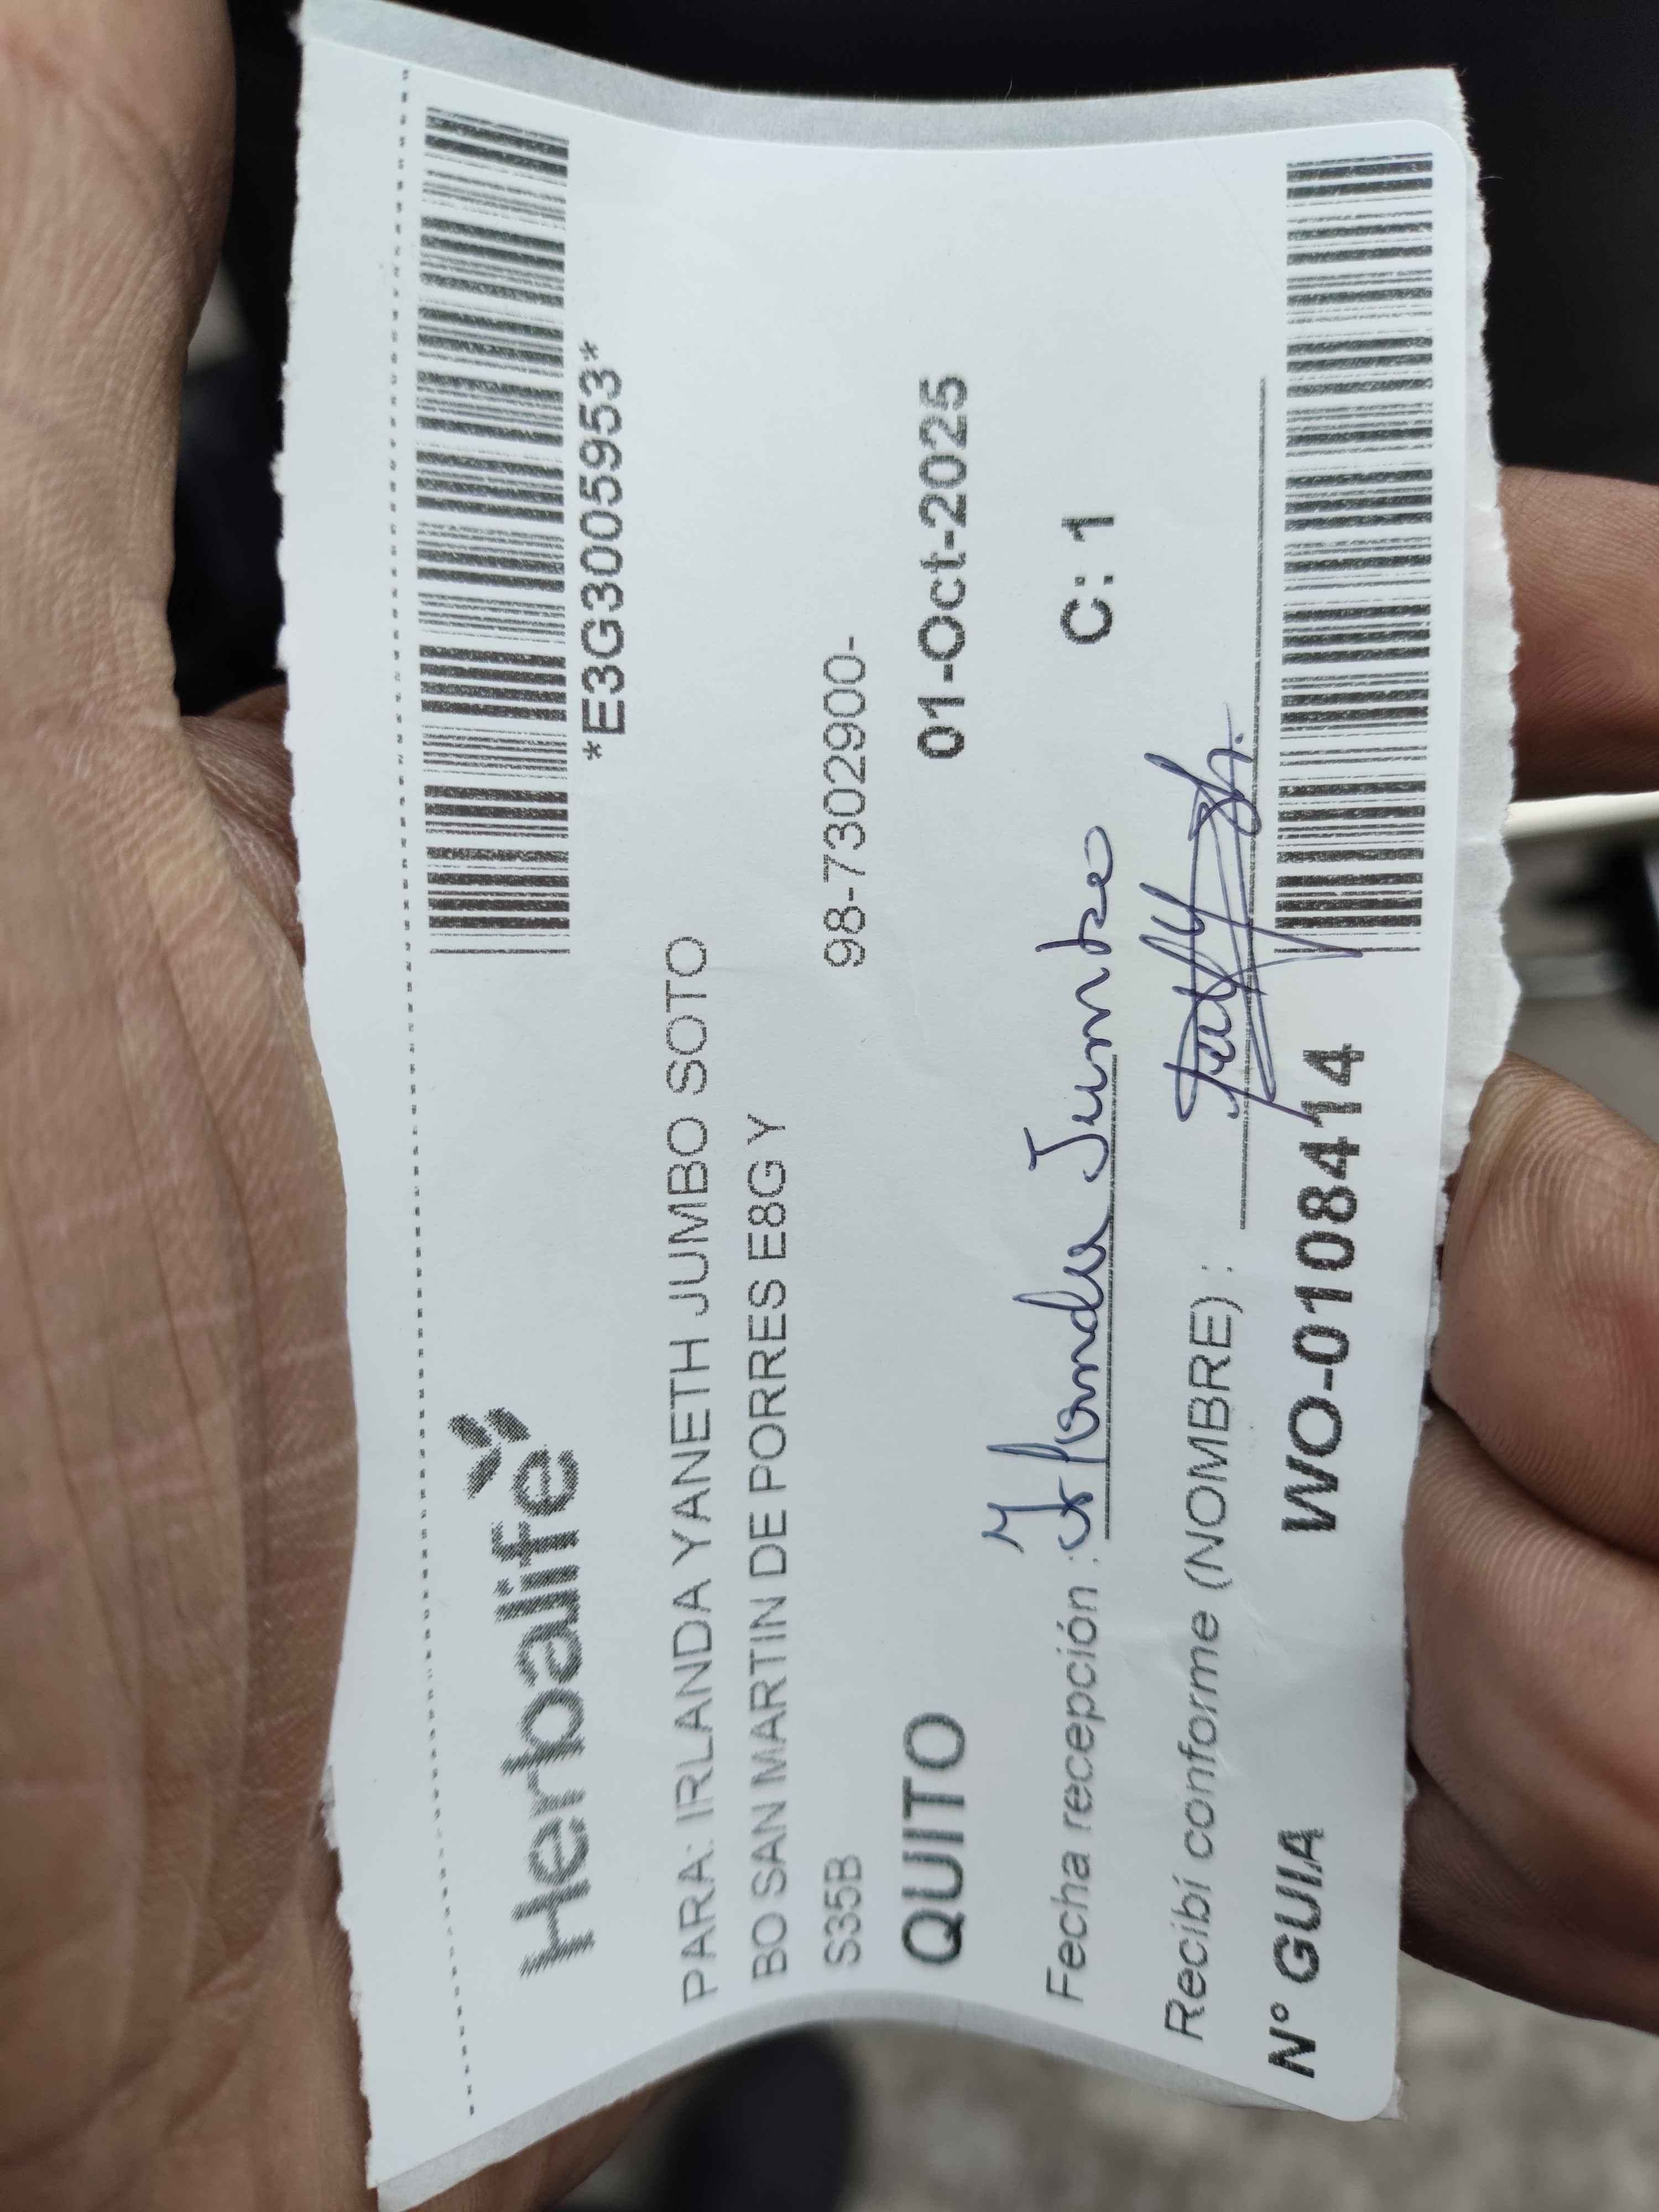 Herbalife
*E3G3005953*
PARA: IRLANDA YANETH JUMBO SOTO
BO SAN MARTIN DE PORRES E8G Y
S35B 98-7302900-
QUITO 01-Oct-2025
Fecha recepción : Irlanda Jumbo C: 1
Recibí conforme (NOMBRE) :
N° GUIA WO-0108414